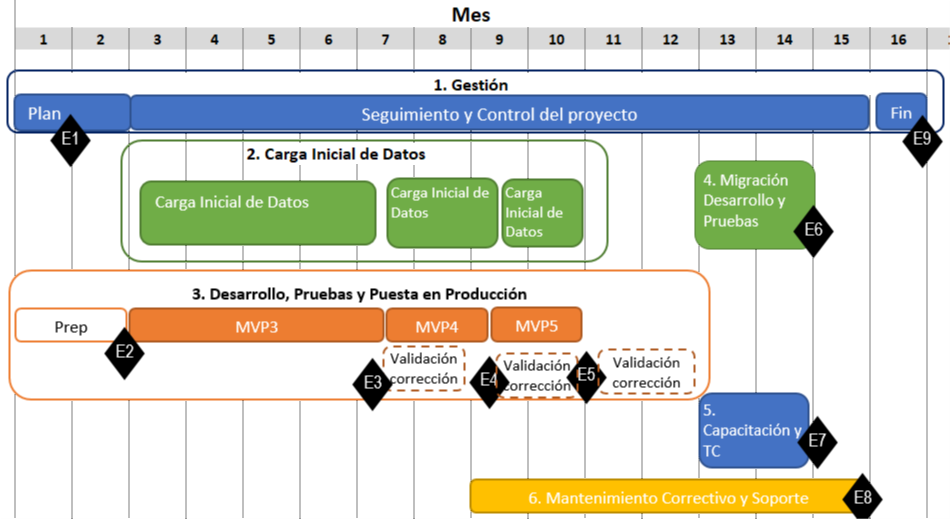 Mes
1 2 3 4 5 6 7 8 9 10 11 12 13 14 15 16
1. Gestión
Plan
Seguimiento y Control del proyecto
Fin
E1
E9
2. Carga Inicial de Datos
Carga Inicial de Datos
Carga Inicial de
Datos
Carga
Inicial de
Datos
4. Migración
Desarrollo y
Pruebas
E6
3. Desarrollo, Pruebas y Puesta en Producción
Prep
MVP3
MVP4
MVP5
E2
Validación
corrección
Validación
corrección
Validación
corrección
E3
E4
E5
5.
Capacitación y
TC
E7
6. Mantenimiento Correctivo y Soporte
E8